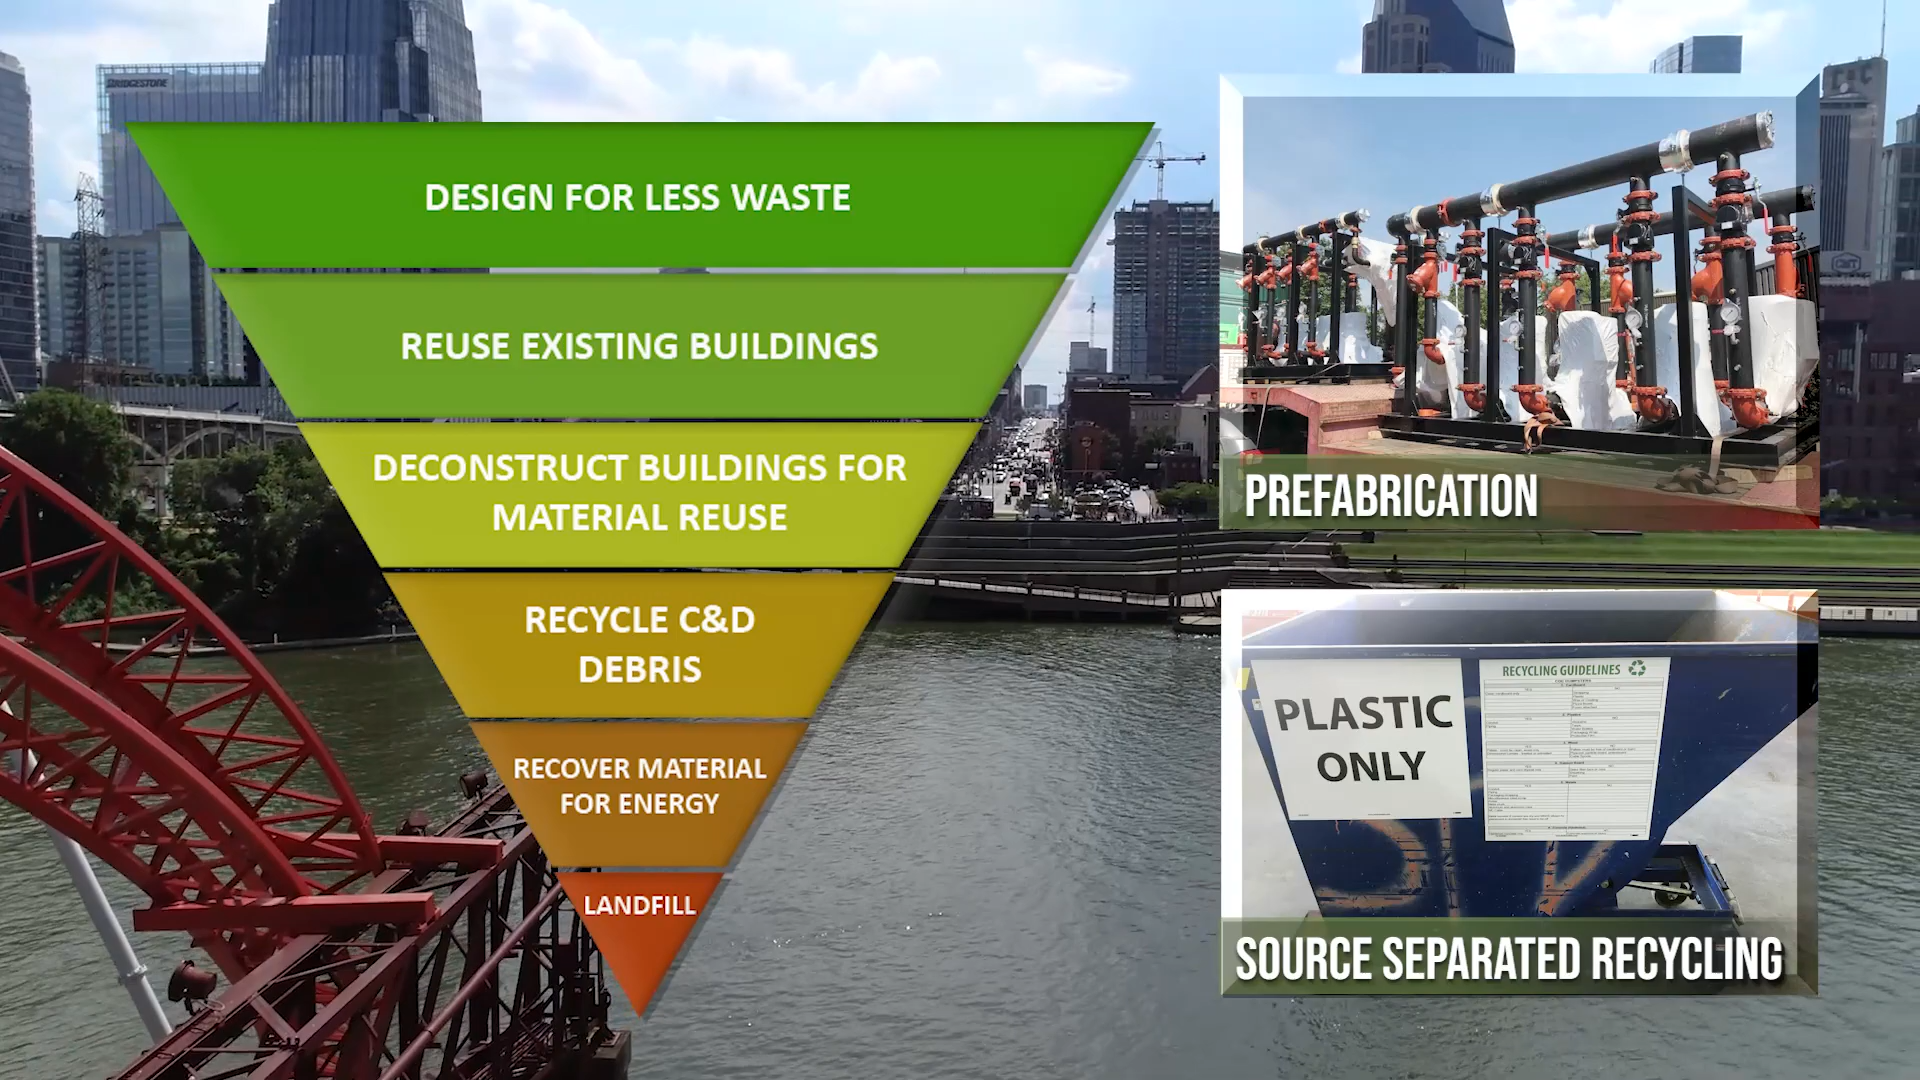 BRIDGESTONE
DESIGN FOR LESS WASTE
REUSE EXISTING BUILDINGS
DECONSTRUCT BUILDINGS FOR
MATERIAL REUSE
RECYCLE C&D
DEBRIS
RECOVER MATERIAL
FOR ENERGY
LANDFILL
PREFABRICATION
PLASTIC
ONLY
RECYCLING GUIDELINES
SOURCE SEPARATED RECYCLING